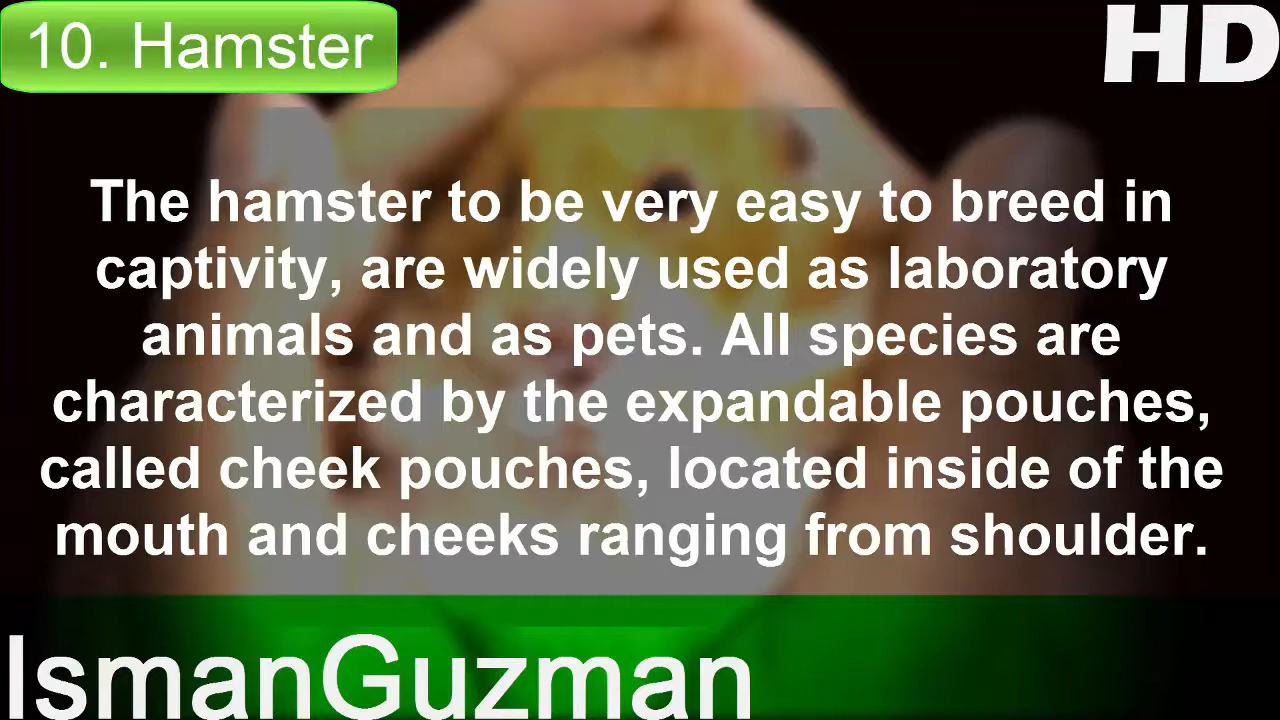 10. Hamster
HD
The hamster to be very easy to breed in
captivity, are widely used as laboratory
animals and as pets. All species are
characterized by the expandable pouches,
called cheek pouches, located inside of the
mouth and cheeks ranging from shoulder.
IsmanGuzman